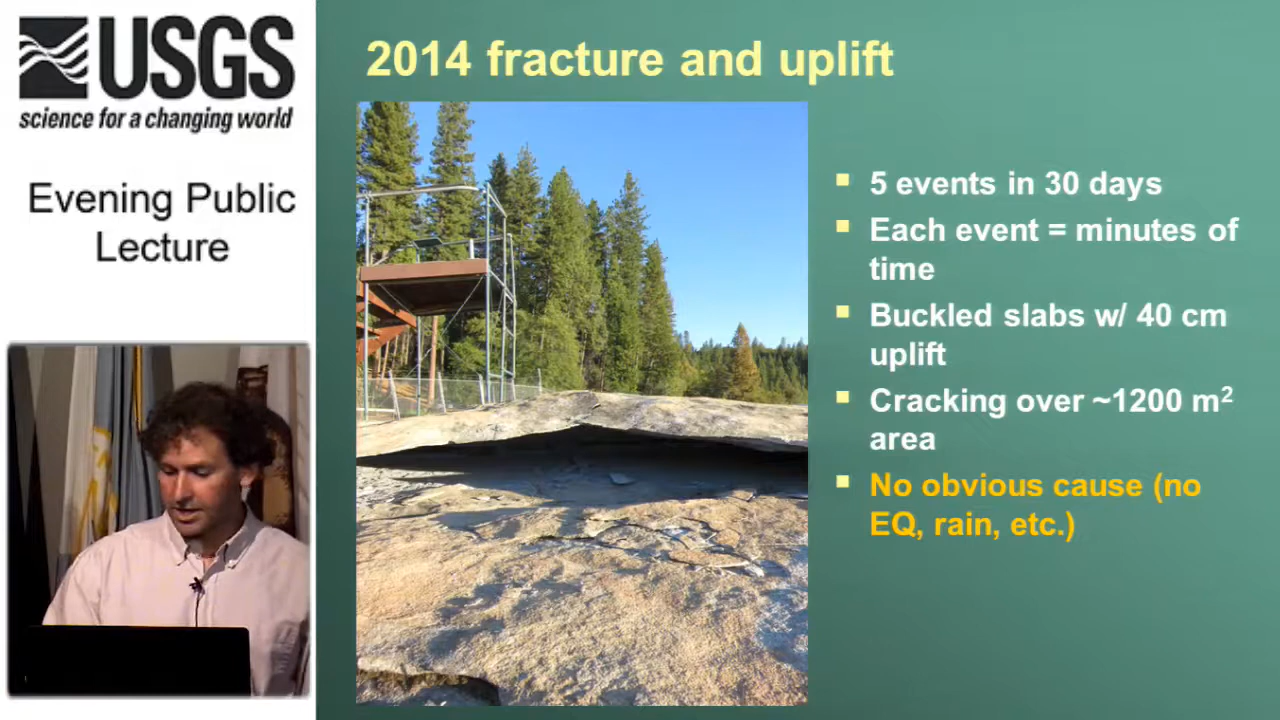 USGS
science for a changing world
Evening Public
Lecture
2014 fracture and uplift
5 events in 30 days
Each event = minutes of
time
Buckled slabs w/ 40 cm
uplift
Cracking over ~1200 m²
area
No obvious cause (no
EQ, rain, etc.)